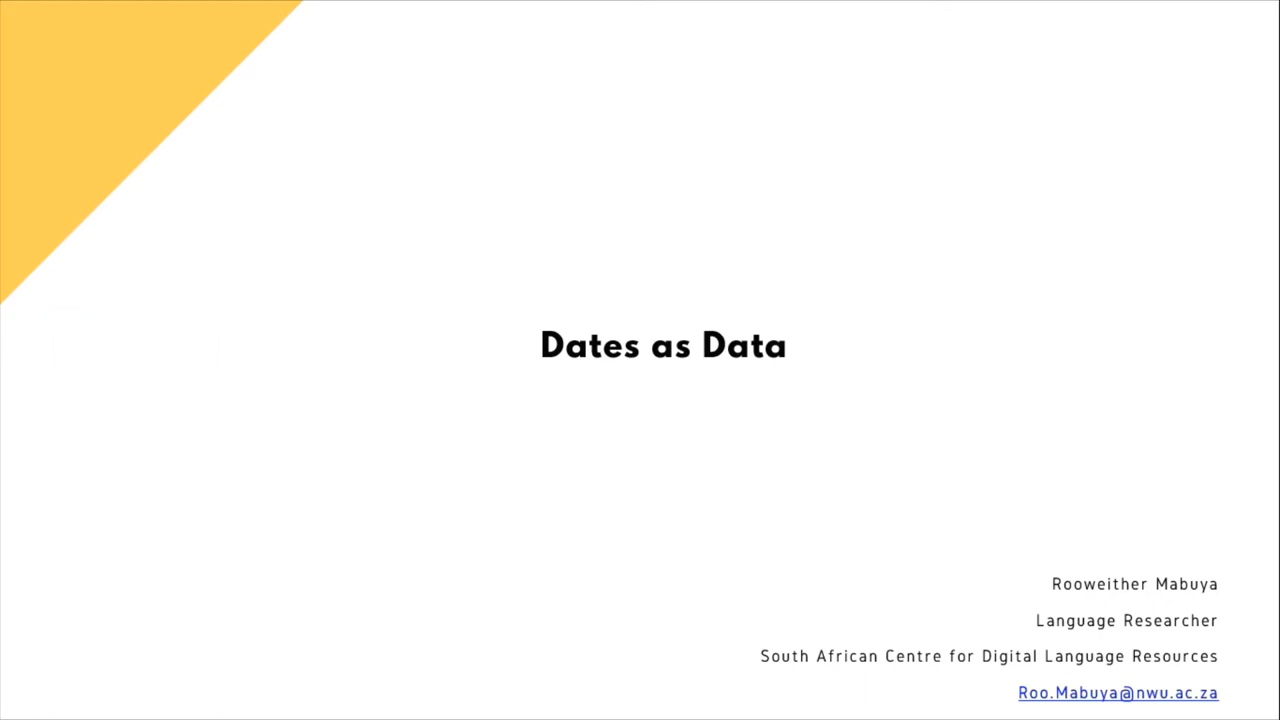 Dates as Data
Rooweither Mabuya
Language Researcher
South African Centre for Digital Language Resources
Roo.Mabuya@nwu.ac.za